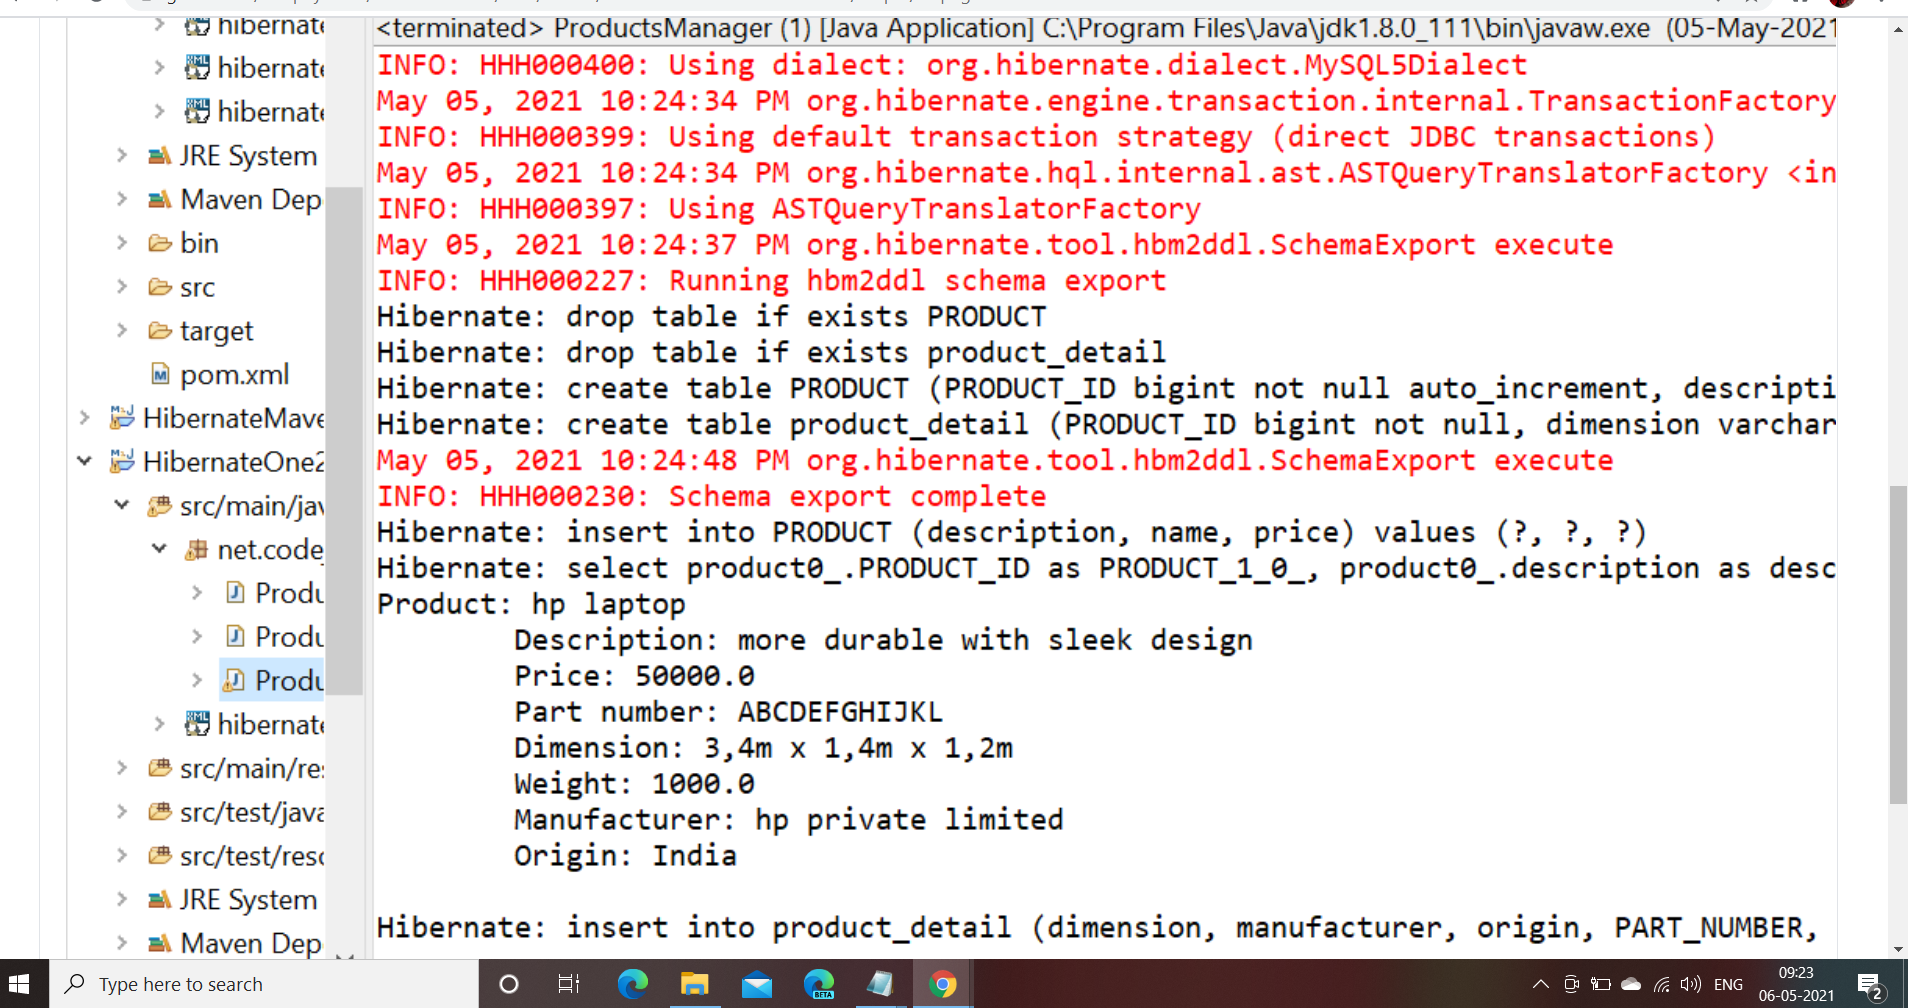 <terminated> ProductsManager (1) [Java Application] C:\Program Files\Java\jdk1.8.0_111\bin\javaw.exe (05-May-2021
INFO: HHH000400: Using dialect: org.hibernate.dialect.MySQL5Dialect
May 05, 2021 10:24:34 PM org.hibernate.engine.transaction.internal.TransactionFactory
INFO: HHH000399: Using default transaction strategy (direct JDBC transactions)
May 05, 2021 10:24:34 PM org.hibernate.hql.internal.ast.ASTQueryTranslatorFactory <in
INFO: HHH000397: Using ASTQueryTranslatorFactory
May 05, 2021 10:24:37 PM org.hibernate.tool.hbm2ddl.SchemaExport execute
INFO: HHH000227: Running hbm2ddl schema export
Hibernate: drop table if exists PRODUCT
Hibernate: drop table if exists product_detail
Hibernate: create table PRODUCT (PRODUCT_ID bigint not null auto_increment, descripti
Hibernate: create table product_detail (PRODUCT_ID bigint not null, dimension varchar
May 05, 2021 10:24:48 PM org.hibernate.tool.hbm2ddl.SchemaExport execute
INFO: HHH000230: Schema export complete
Hibernate: insert into PRODUCT (description, name, price) values (?, ?, ?)
Hibernate: select product0_.PRODUCT_ID as PRODUCT_1_0_, product0_.description as desc
Product: hp laptop
Description: more durable with sleek design
Price: 50000.0
Part number: ABCDEFGHIJKL
Dimension: 3,4m x 1,4m x 1,2m
Weight: 1000.0
Manufacturer: hp private limited
Origin: India
Hibernate: insert into product_detail (dimension, manufacturer, origin, PART_NUMBER,
hibernate
hibernate
hibernate
JRE System
Maven Dep
bin
src
target
pom.xml
HibernateMave
HibernateOne2
src/main/jav
net.code
Produ
Produ
Produ
hibernate
src/main/res
src/test/java
src/test/reso
JRE System
Maven Dep
Type here to search
BETA
ENG
09:23
06-05-2021
2